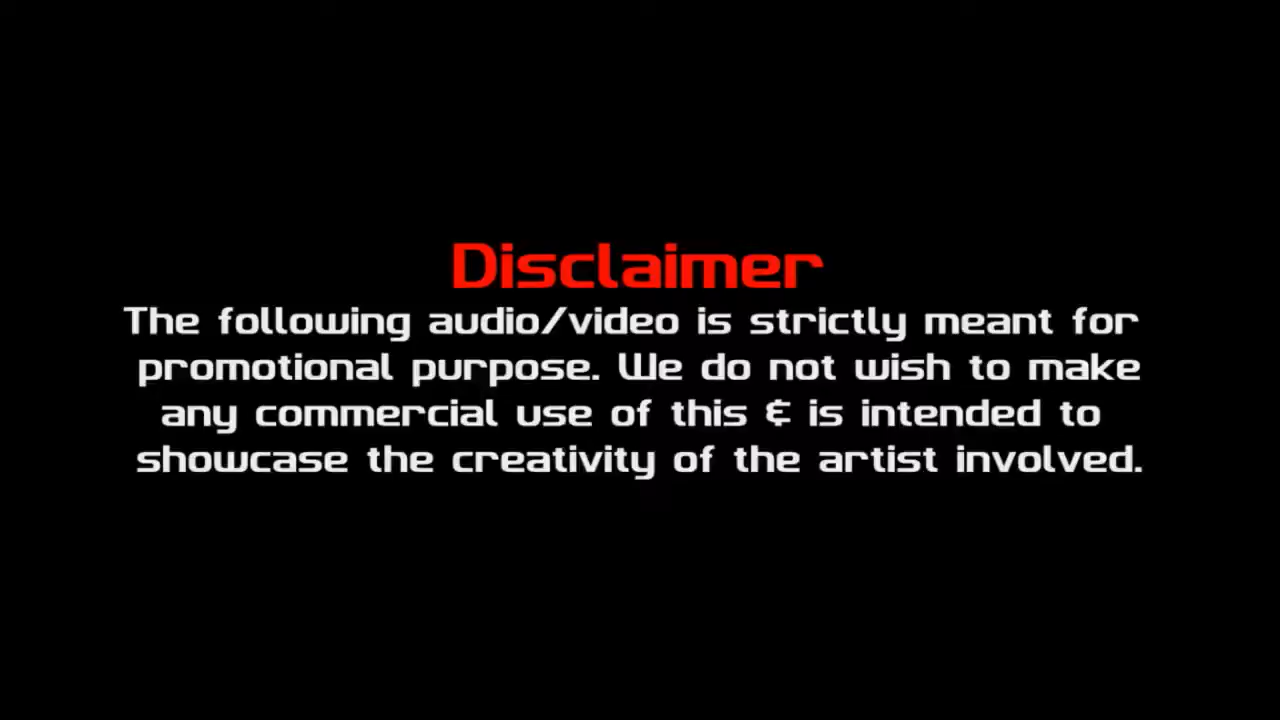 Disclaimer
The following audio/video is strictly meant for
promotional purpose. We do not wish to make
any commercial use of this & is intended to
showcase the creativity of the artist involved.